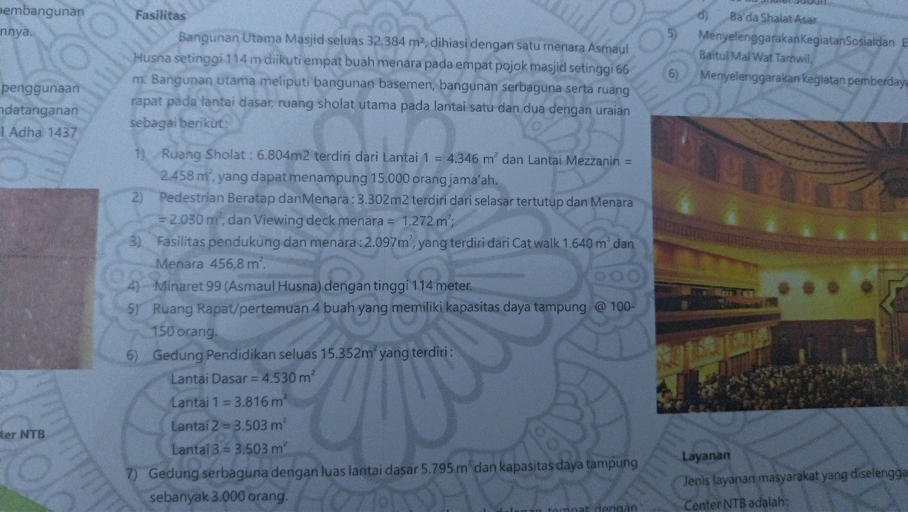 pembangunan
nnya.
penggunaan
ndatanganan
l Adha 1437
ter NTB
Fasilitas
Bangunan Utama Masjid seluas 32.384 m², dihiasi dengan satu menara Asmaul
Husna setinggi 114 m diikuti empat buah menara pada empat pojok masjid setinggi 66
m. Bangunan utama meliputi bangunan basemen, bangunan serbaguna serta ruang
rapat pada lantai dasar, ruang sholat utama pada lantai satu dan dua dengan uraian
sebagai berikut:
1) Ruang Sholat : 6.804m2 terdiri dari Lantai 1 = 4.346 m² dan Lantai Mezzanin =
2.458 m², yang dapat menampung 15.000 orang jama'ah.
2) Pedestrian Beratap danMenara : 3.302m2 terdiri dari selasar tertutup dan Menara
= 2.030 m², dan Viewing deck menara = 1.272 m²;
3) Fasilitas pendukung dan menara : 2.097m², yang terdiri dari Cat walk 1.640 m² dan
Menara 456,8 m².
4) Minaret 99 (Asmaul Husna) dengan tinggi 114 meter.
5) Ruang Rapat/pertemuan 4 buah yang memiliki kapasitas daya tampung @ 100-
150 orang.
6) Gedung Pendidikan seluas 15.352m² yang terdiri :
Lantai Dasar = 4.530 m²
Lantai 1 = 3.816 m²
Lantai 2 = 3.503 m²
Lantai 3 = 3.503 m²
7) Gedung serbaguna dengan luas lantai dasar 5.795 m² dan kapasitas daya tampung
sebanyak 3.000 orang.
tempat dengan
d) Ba'da Shalat Asar
5) MenyelenggarakanKegiatanSosialdan
Baitul Mal Wat Tamwil,
6) Menyelenggarakan kegiatan pemberdaya
Layanan
Jenis layanan masyarakat yang diselengga
Center NTB adalah: